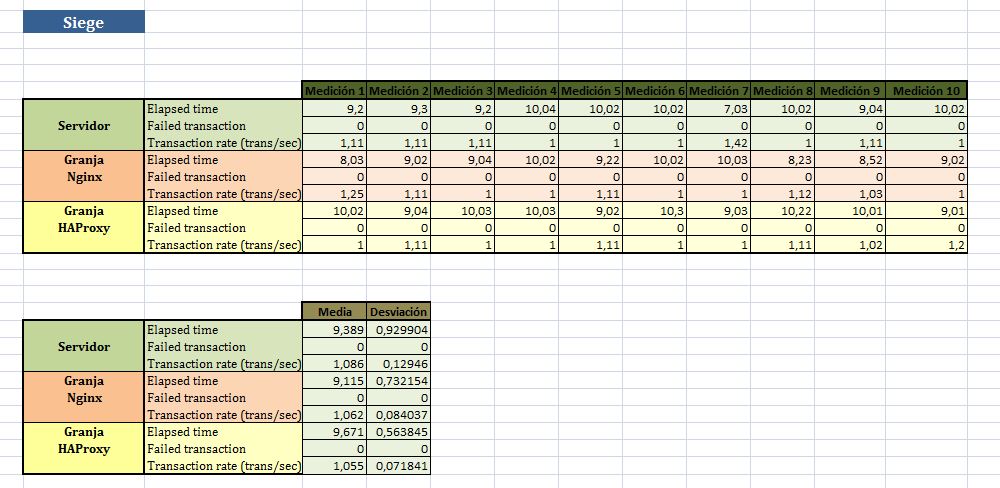 Siege
Medición 1 Medición 2 Medición 3 Medición 4 Medición 5 Medición 6 Medición 7 Medición 8 Medición 9 Medición 10
Elapsed time 9,2 9,3 9,2 10,04 10,02 10,02 7,03 10,02 9,04 10,02
Servidor Failed transaction 0 0 0 0 0 0 0 0 0 0
Transaction rate (trans/sec) 1,11 1,11 1,11 1 1 1 1,42 1 1,11 1
Granja Elapsed time 8,03 9,02 9,04 10,02 9,22 10,02 10,03 8,23 8,52 9,02
Nginx Failed transaction 0 0 0 0 0 0 0 0 0 0
Transaction rate (trans/sec) 1,25 1,11 1 1 1,11 1 1 1,12 1,03 1
Granja Elapsed time 10,02 9,04 10,03 10,03 9,02 10,3 9,03 10,22 10,01 9,01
HAProxy Failed transaction 0 0 0 0 0 0 0 0 0 0
Transaction rate (trans/sec) 1 1,11 1 1 1,11 1 1 1,11 1,02 1,2
Media Desviación
Elapsed time 9,389 0,929904
Servidor Failed transaction 0 0
Transaction rate (trans/sec) 1,086 0,12946
Granja Elapsed time 9,115 0,732154
Nginx Failed transaction 0 0
Transaction rate (trans/sec) 1,062 0,084037
Granja Elapsed time 9,671 0,563845
HAProxy Failed transaction 0 0
Transaction rate (trans/sec) 1,055 0,071841